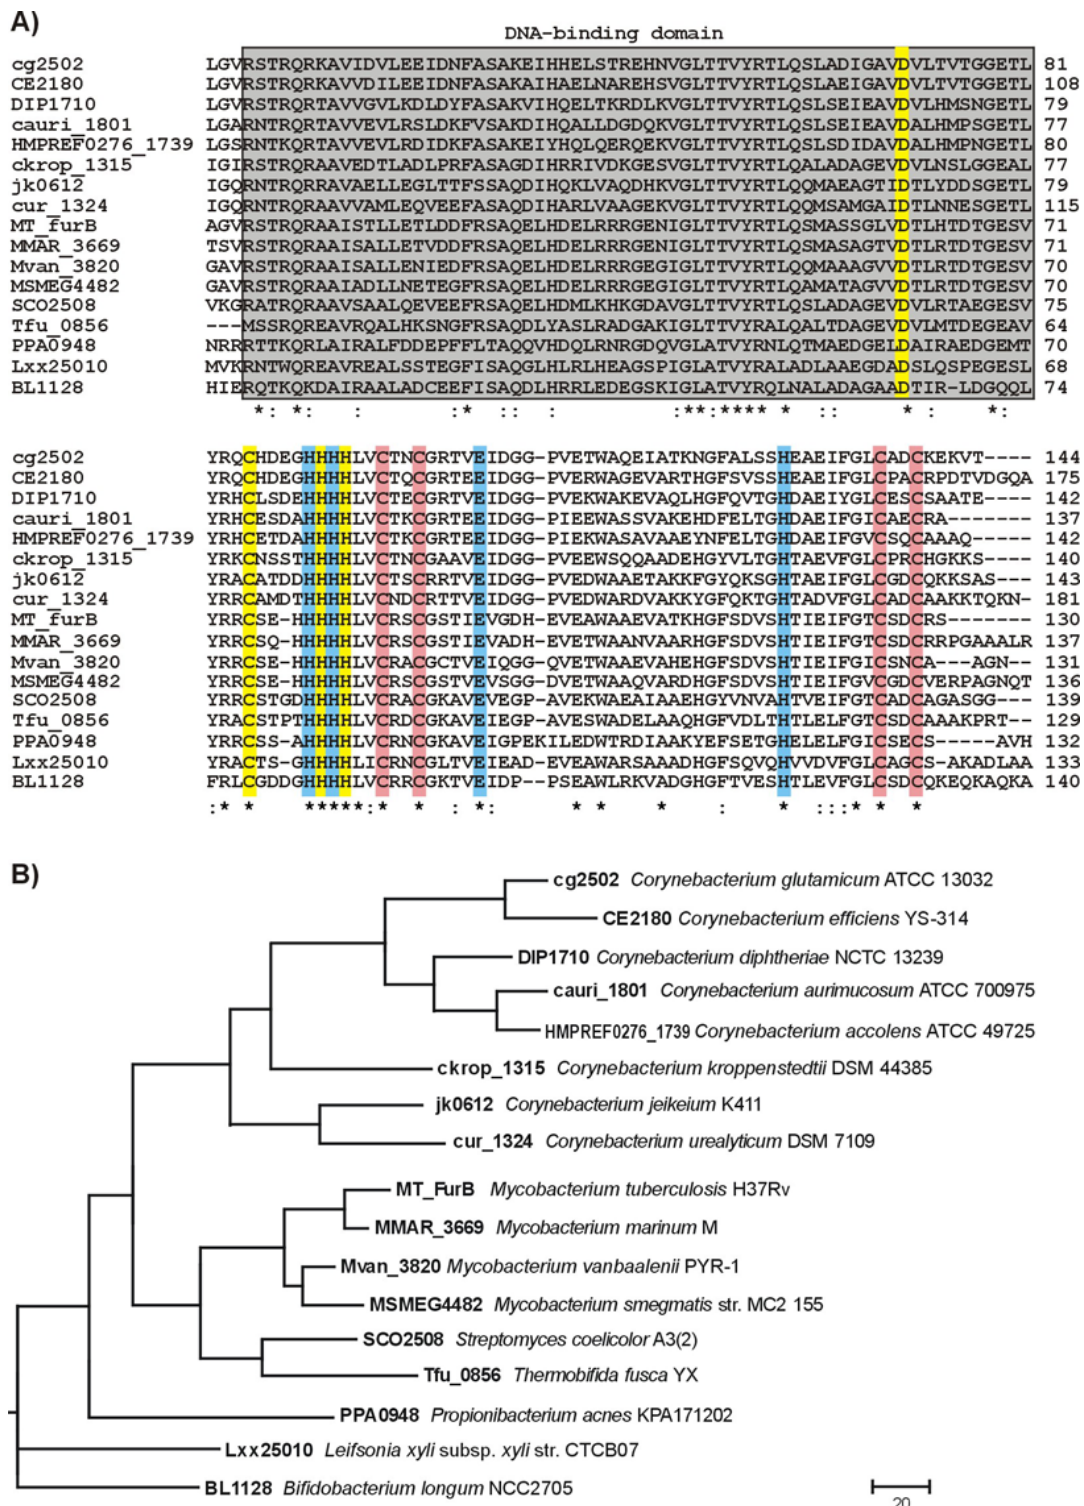 A)
DNA-binding domain
cg2502 LGVRSTRQRKAVIDVLEEIDNFASAKEIHHELSTREHNVGLTTVYRTLQSLADIGAVDVLTVTGGETL 81
CE2180 LGVRSTRQRKAVVDILEEIDNFASAKAIHAELNAREHKVGLTTVYRTLQSLAEIGAVDVLTVTGGETL 108
DIP1710 LGVRSTRQRTAVVGVLKDLDYFASAKVIHQELTKRDLKVGLTTVYRTLQSLSEIEAVDVLHMSNGETL 79
cauri_1801 LGARNTRQRTAVVEVLRSLDKFVSAKDIHQALLDGDQKVGLTTVYRTLQSLSEIEAVDALHMPSGETL 77
HMPREF0276_1739 LGSRNTKQRTAVVEVLRDIDKFASAKEIYHQLQERQEKVGLTTVYRTLQSLSDIDAVDALHMPNGETL 80
ckrop_1315 IGIRSTRQRAAVEDTLADLPRFASAGDIHRRIVDKGESVGLTTVYRTLQALADAGEVDVLNSLGGEALL 77
jk0612 IGQRNTRQRRAVAELLEGLTTFSSAQDIHQKLVAQDHKVGLTTVYRTLQQMAEAGTIDTLYDDSGETL 79
cur_1324 IGQRNTRQRAAVVAMLEQVEEFASAQDIHARLVAAGEKVGLTTVYRTLQQMSAMGAIDTLNNESGETL 115
MT_furB AGVRSTRQRAAISTLLETLDDFRSAQELHDELRRRGENIGLTTVYRTLQSMASSGLVDTLHTDTGESV 71
MMAR_3669 TSVRSTRQRAAISALLETVDDFRSAQELHDELRRRGENIGLTTVYRTLQSMASAGTVDTLHTDTGESV 71
Mvan_3820 GAVRSTRQRAAISALLENIEDFRSAQELHDELRRRGEGIGLTTVYRTLQQMAAAGVVDTLRTDTGESV 70
MSMEG4482 GAVRSTRQRAAIADLLNETEGFRSAQELHDELRRRGEGIGLTTVYRTLQAMATAGVVDTLRTDTGESV 70
SCO2508 VKGRATRQRAAVSAALQEVEEFRSAQELHDMLKHKGDAVGLTTVYRTLQSLADAGEVDVLRTAEGESV 75
Tfu_0856 ---MSSRQREAVRQALHKSNGFRSAQDLYASLRADGAKIGLTTVYRALQALTDAGEVDVLMTDEGEAV 64
PPA0948 NRRRTTKQRLAIRALFDDEPFFLTAQQVHDQLRNRGDQVGLATVYRNLQTMAEDGELDAIRAEDGEMT 70
Lxx25010 MVKRNTWQREAVREALSSTEGFISAQGLHLRLHEAGSPIGLATVYRALADLAAEGDADSLQSPEGESL 68
BL1128 HIERQTKQKDAIRAALADCEEFISAQDLHRRLEDEGSKIGLATVYRQLNALADAGAADTIR-LDGQQL 74
cg2502 YRQCHDEGHHHHLVCTNCGRTVEIDGG-PVETWAQEIATKNGFALSSHEAEIFGLCADCKEKVT---- 144
CE2180 YRQCHDEGHHHHLVCTQCGRTEEIDGG-PVERWAGEVARTHGFSVSSHEAEIFGLCPACRPDTVDGQA 175
DIP1710 YRHCLSDEHHHHLVCTECGRTVEIDGG-PVETWAKEVAQLHGFQVTGHDAEIYGLCESCSAATE---- 142
cauri_1801 YRHCESDAHHHHLVCTKCGRTEEIDGG-PIEEWASSVAKEHDFELTGHDAEIFGICAECRA------- 137
HMPREF0276_1739 YRHCETDAHHHHLVCTKCGRTEEIDGG-PIEKWASAVAAEYNFELTGHDAEIFGVCSQCAAAQ----- 142
ckrop_1315 YRKCNSSTHHHHLVCTNCGAAVEIDGG-PVEEWSQQAADEHGYVLTGHTAEIFGLCPRCHGKKS---- 140
jk0612 YRACATDDHHHHLVCTSCRRTVEIDGG-PVEDWAAETAKKFGYQKSGHTAEIFGLCGDCQKKSAS--- 143
cur_1324 YRRCAMDTHHHHLVCNDCRTTVEIDGG-PVEDWARDVAKKYGFQKTGHTADVFGLCADCAAKKTQKN- 181
MT_furB YRRCSE-HHHHHLVCRSCGSTIEVGDH-EVEAWAAEVATKHGFSDVSHTIEIFGTCSDCRS------- 130
MMAR_3669 YRRCSQ-HHHHHLVCRSCGSTIEVADH-EVETWAANVAARHGFSDVSHTIEIFGTCSDCRRPGAAALR 137
Mvan_3820 YRRCSE-HHHHHLVCRACGCTVEIQGG-QVETWAAEVAHEHGFSDVSHTIEIFGICSNCA---AGN-- 131
MSMEG4482 YRRCSE-HHHHHLVCRSCGSTVEVSGG-DVETWAAQVARDHGFSDVSHTIEIFGVCGDCVERPAGNQT 136
SCO2508 YRRCSTGDHHHHLVCRACGKAVEVEGP-AVEKWAEAIAAEHGYVNVAHTVEIFGTCADCAGASGG--- 139
Tfu_0856 YRACSTPTHHHHLVCRDCGKAVEIEGP-AVESWADELAAQHGFVDLTHTLELFGTCSDCAAAKPRT-- 129
PPA0948 YRRCSS-AHHHHLVCRNCGKAVEIGPEKILEDWTRDIAAKYEFSETGHELELFGICSECS-----AVH 132
Lxx25010 YRACTS-GHHHHLICRNCGLTVEIEAD-EVEAWARSAAADHGFSQVQHVVDVFGLCAGCS-AKADLAA 133
BL1128 FRLCGDDGHHHHLVCRRCGKTVEIDP--PSEAWLRKVADGHGFTVESHTLEVFGLCSDCQKEQKAQKA 140
B)
cg2502 Corynebacterium glutamicum ATCC 13032
CE2180 Corynebacterium efficiens YS-314
DIP1710 Corynebacterium diphtheriae NCTC 13239
cauri_1801 Corynebacterium aurimucosum ATCC 700975
HMPREF0276_1739 Corynebacterium accolens ATCC 49725
ckrop_1315 Corynebacterium kroppenstedtii DSM 44385
jk0612 Corynebacterium jeikeium K411
cur_1324 Corynebacterium urealyticum DSM 7109
MT_FurB Mycobacterium tuberculosis H37Rv
MMAR_3669 Mycobacterium marinum M
Mvan_3820 Mycobacterium vanbaalenii PYR-1
MSMEG4482 Mycobacterium smegmatis str. MC2 155
SCO2508 Streptomyces coelicolor A3(2)
Tfu_0856 Thermobifida fusca YX
PPA0948 Propionibacterium acnes KPA171202
Lxx25010 Leifsonia xyli subsp. xyli str. CTCB07
BL1128 Bifidobacterium longum NCC2705
20